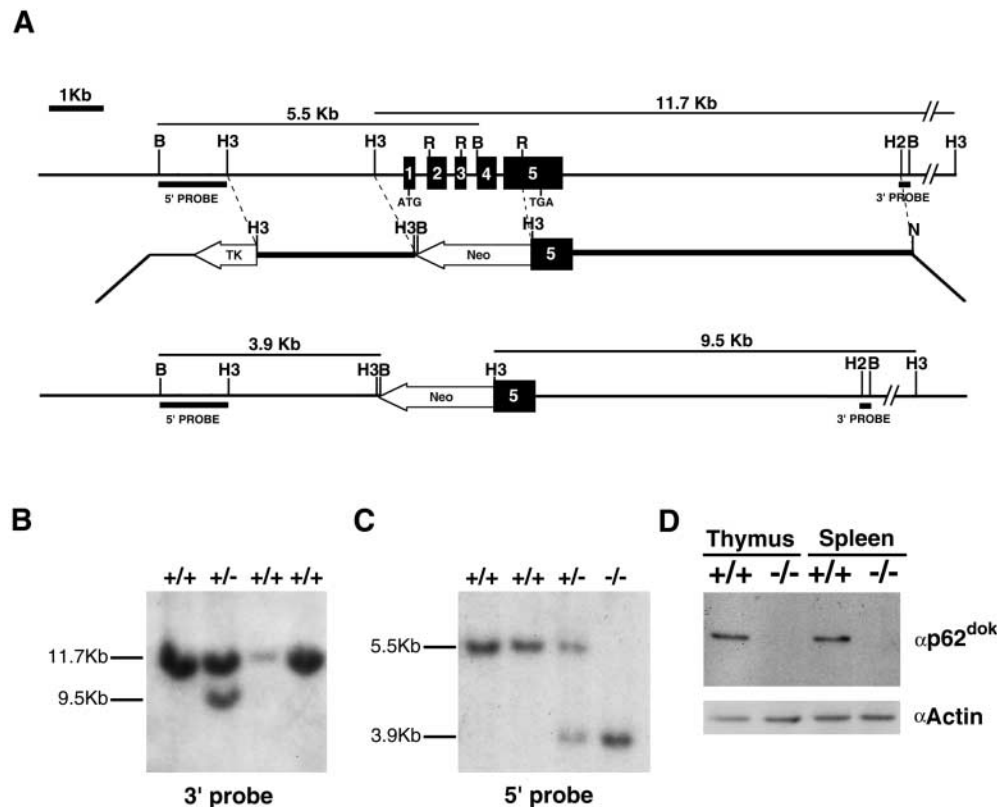 A
1Kb
11.7 Kb
5.5 Kb
B H3 H3 R R B R H2 B H3
1 2 3 4 5
5' PROBE ATG TGA 3' PROBE
H3 H3 B H3 N
TK Neo 5
3.9 Kb 9.5 Kb
B H3 H3 B H3 H2 B H3
Neo 5
5' PROBE 3' PROBE
B
+/+ +/- +/+ +/+
11.7Kb
9.5Kb
3' probe
C
+/+ +/+ +/- -/-
5.5Kb
3.9Kb
5' probe
D
Thymus Spleen
+/+ -/- +/+ -/-
αp62dok
αActin